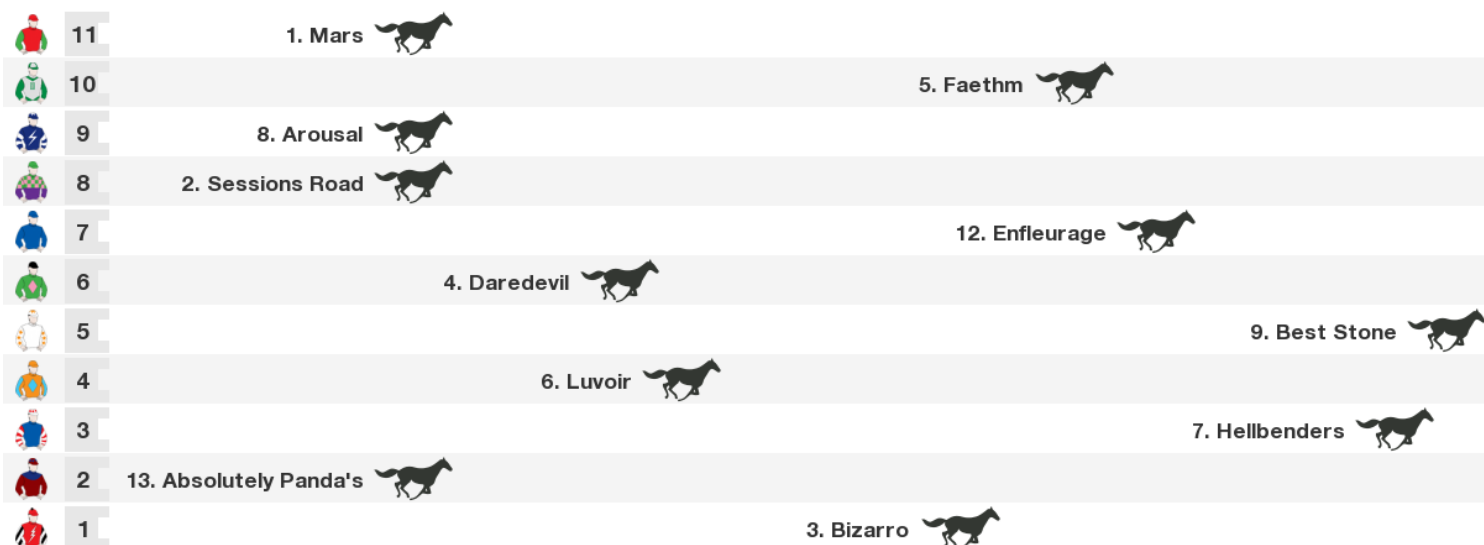 11 1. Mars
10 5. Faethm
9 8. Arousal
8 2. Sessions Road
7 12. Enfleurage
6 4. Daredevil
5 9. Best Stone
4 6. Luvoir
3 7. Hellbenders
2 13. Absolutely Panda's
1 3. Bizarro